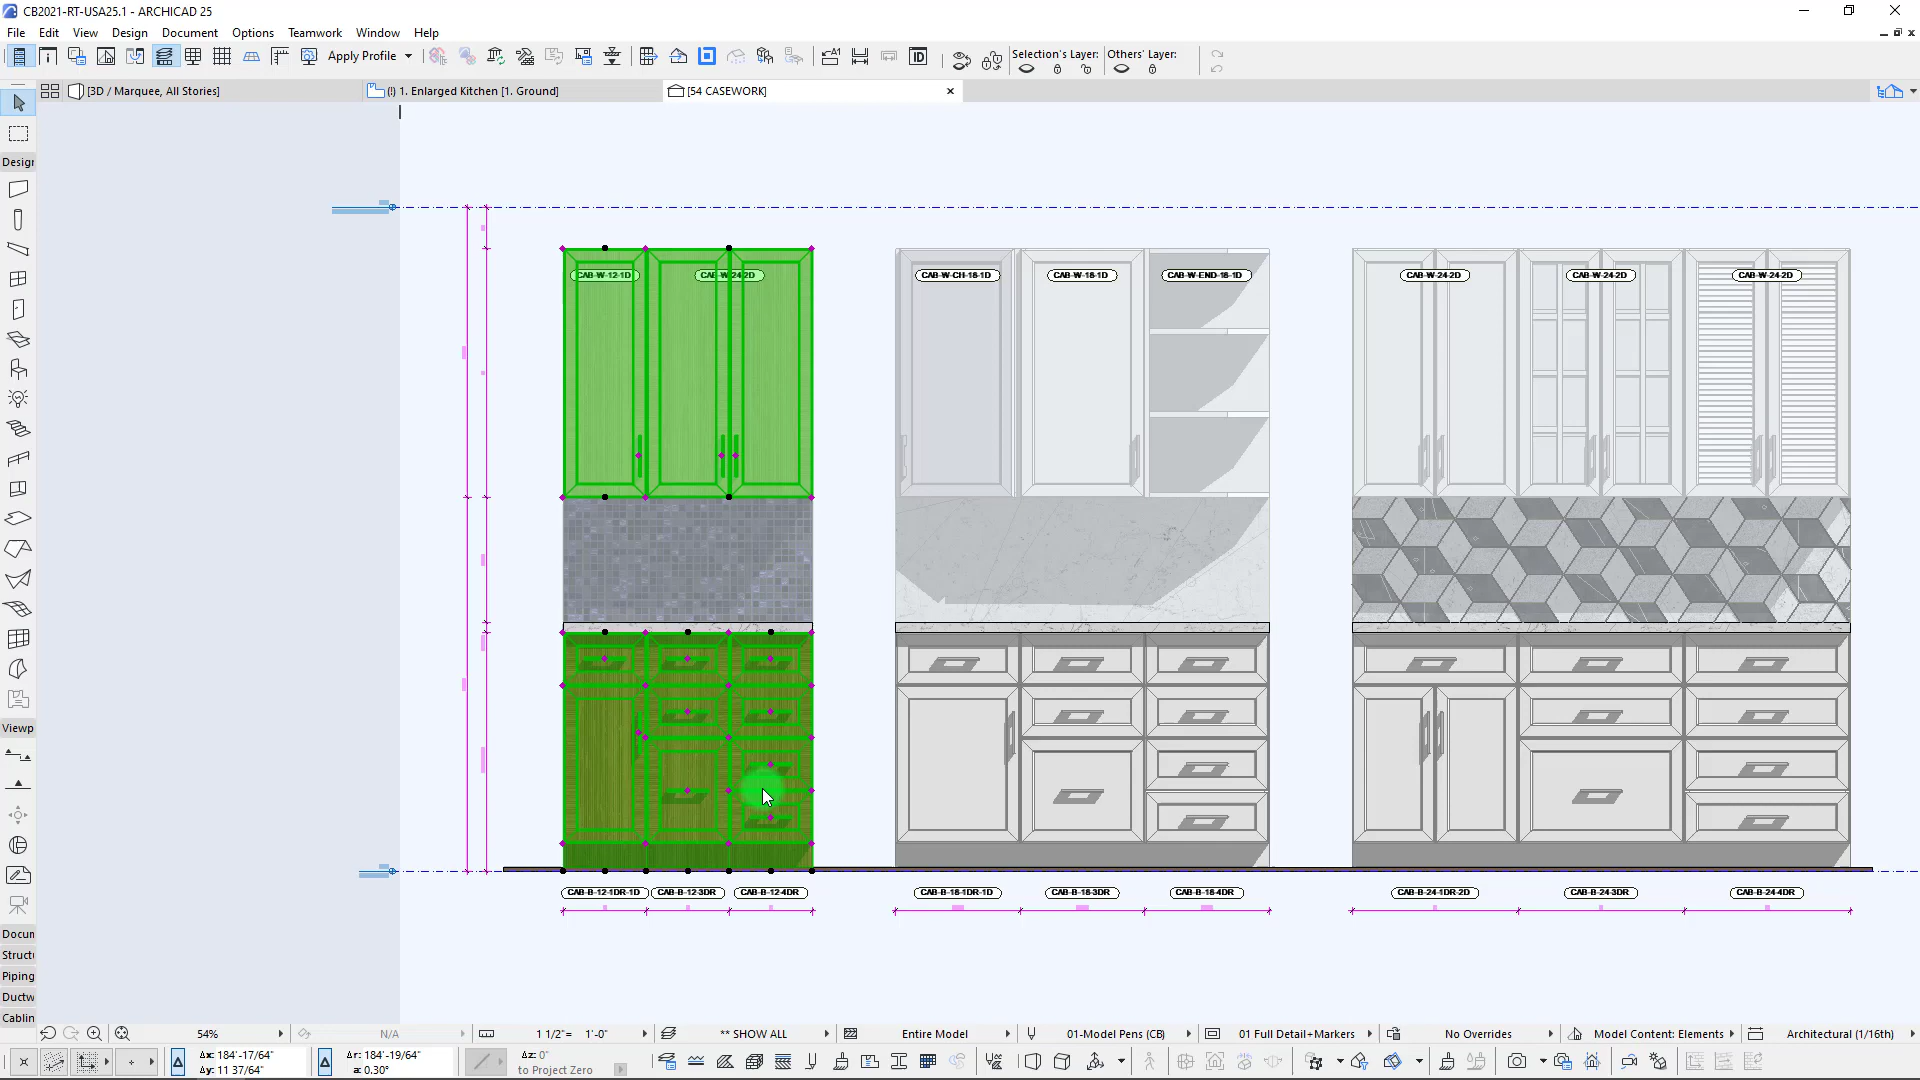 CB2021-RT-USA25.1 - ARCHICAD 25
File Edit View Design Document Options Teamwork Window Help
Apply Profile
Selection's Layer: Others' Layer:
[3D / Marquee, All Stories]
(!) 1. Enlarged Kitchen [1. Ground]
[54 CASEWORK]
Desigr
CAB-W-12-1D
CAB-W-24-2D
CAB-W-CH-18-1D
CAB-W-18-1D
CAB-W-END-18-1D
CAB-W-24-2D
CAB-W-24-2D
CAB-W-24-2D
Viewp
CAB-B-12-1DR-1D
CAB-B-12-3DR
CAB-B-12-4DR
CAB-B-18-1DR-1D
CAB-B-18-3DR
CAB-B-18-4DR
CAB-B-24-1DR-2D
CAB-B-24-3DR
CAB-B-24-4DR
Docum
Structu
Piping
Ductw
Cablin
54%
N/A
1 1/2"= 1'-0"
** SHOW ALL
Entire Model
01-Model Pens (CB)
01 Full Detail+Markers
No Overrides
Model Content: Elements
Architectural (1/16th)
Δx: 184'-17/64"
Δy: 11 37/64"
Δr: 184'-19/64"
a: 0.30°
Δz: 0"
to Project Zero